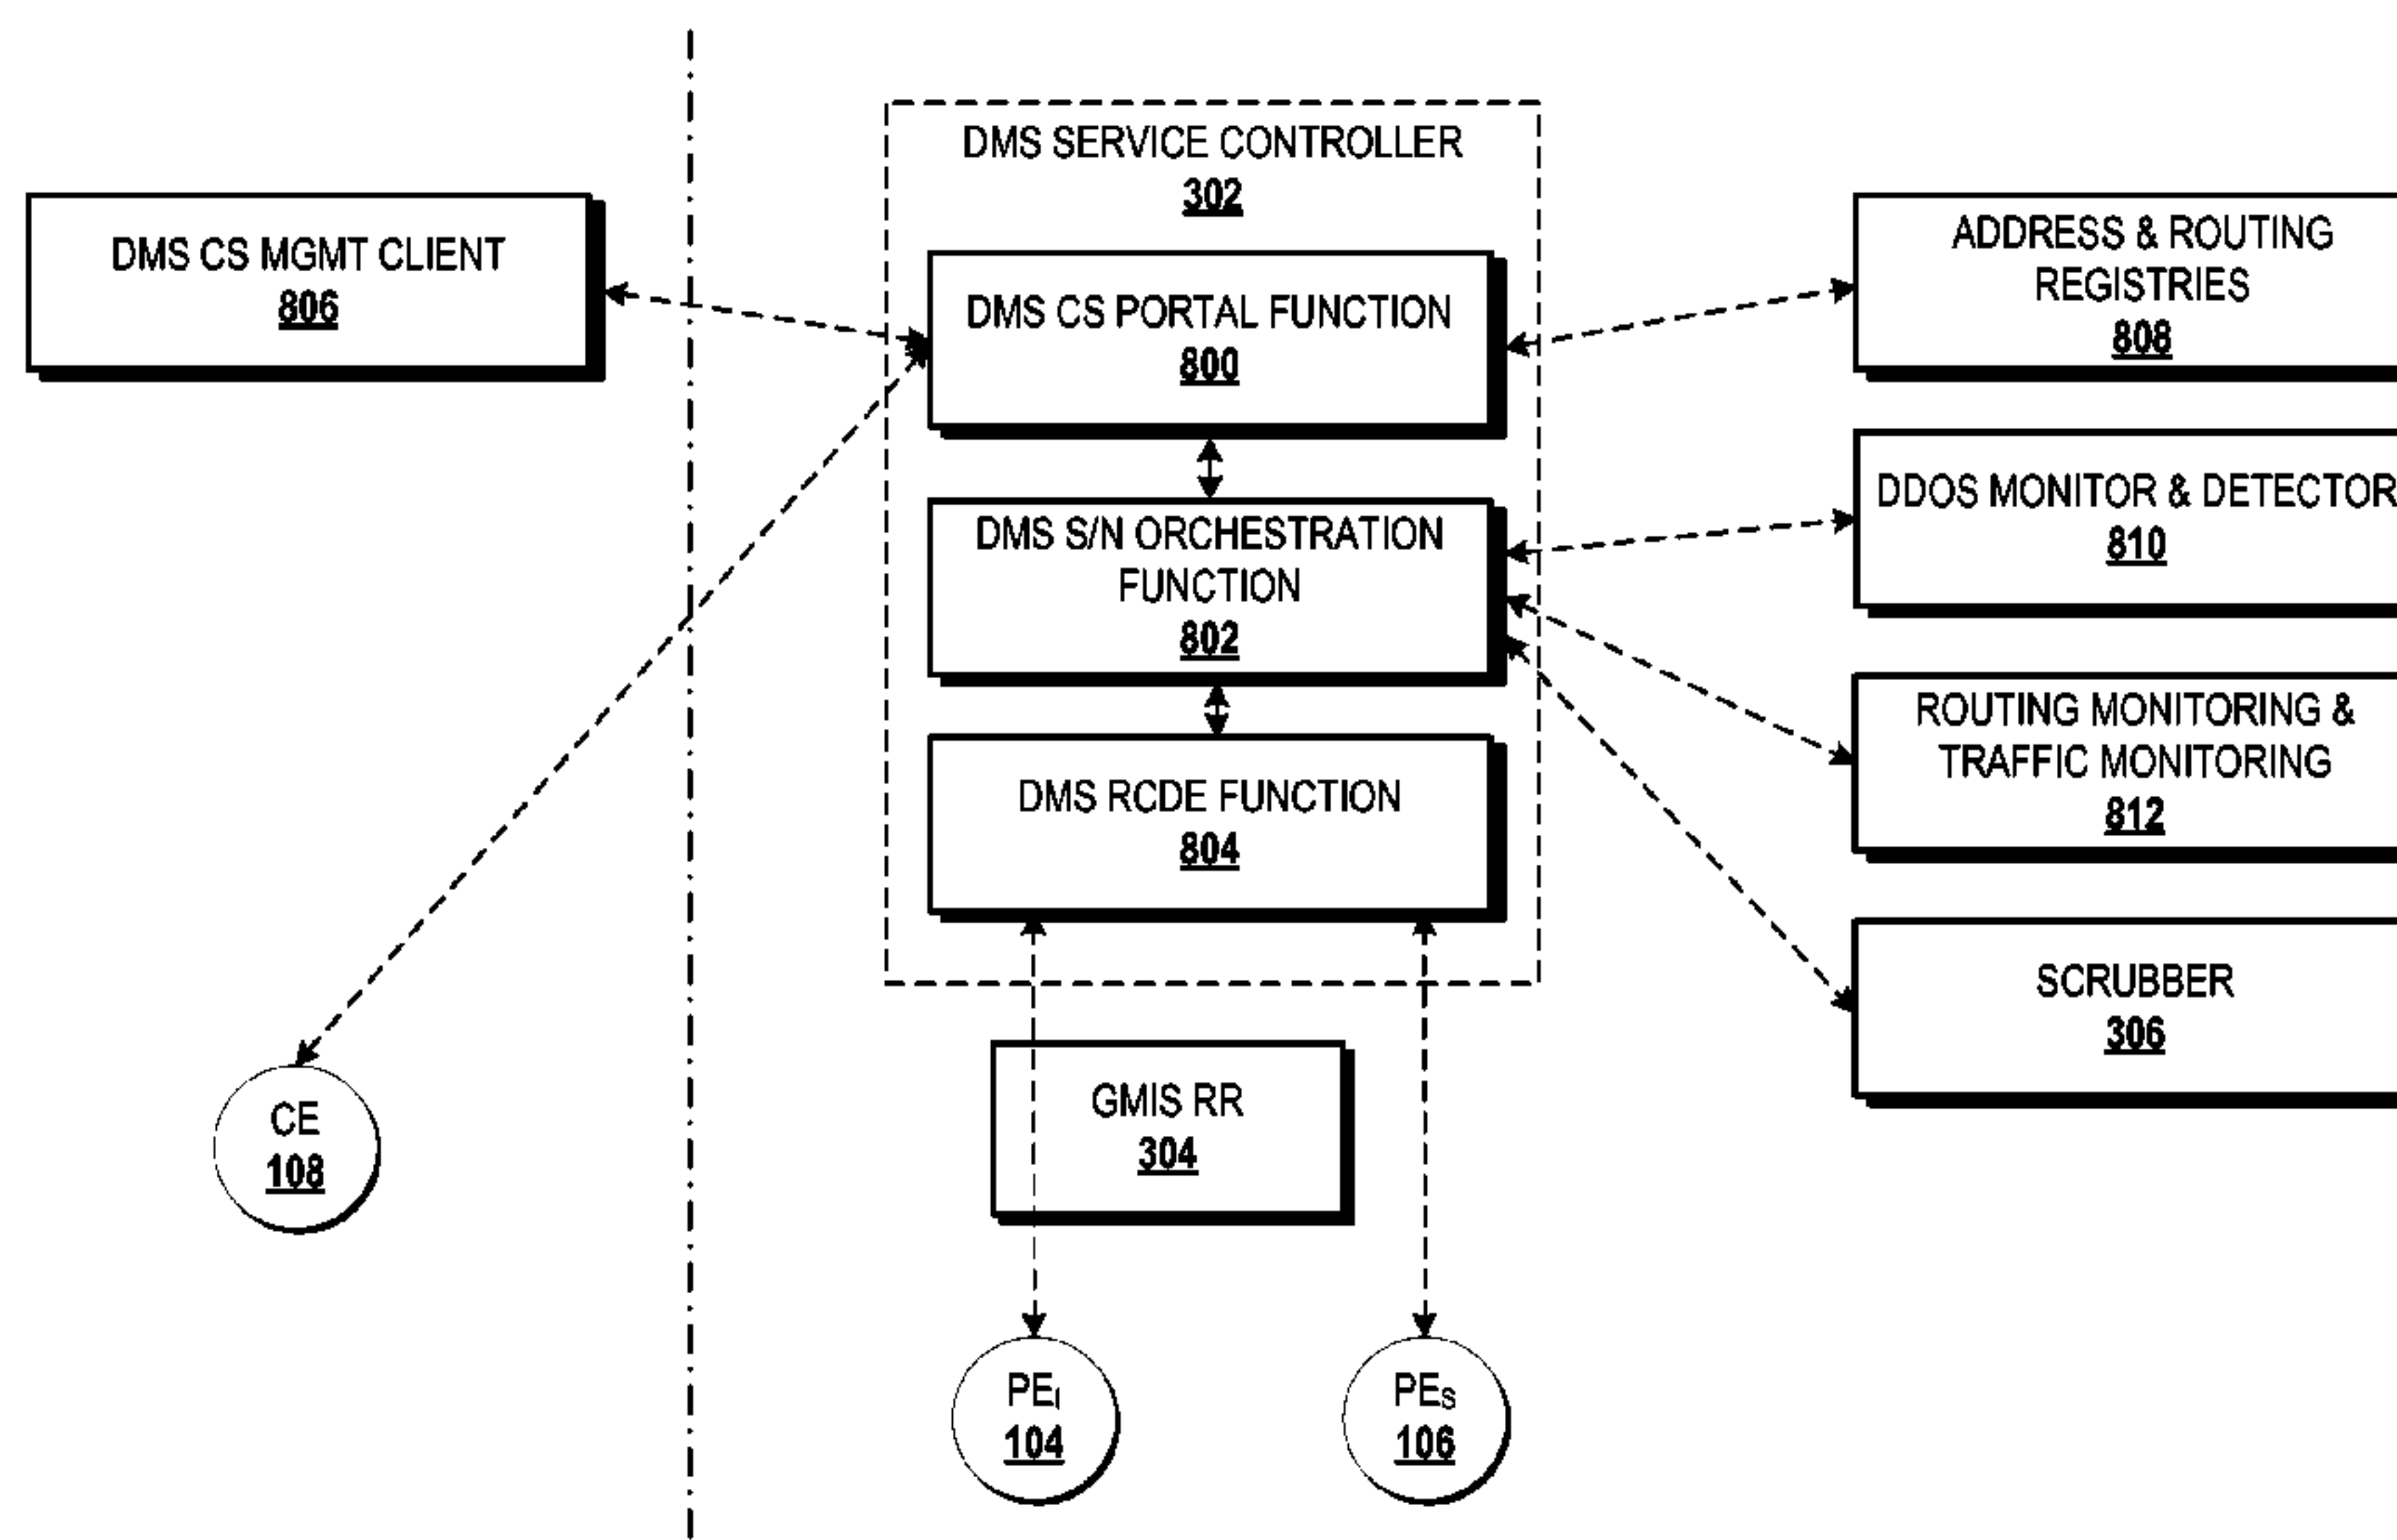 DMS SERVICE CONTROLLER
302
DMS CS MGMT CLIENT
806
DMS CS PORTAL FUNCTION
800
ADDRESS & ROUTING
REGISTRIES
808
DMS S/N ORCHESTRATION
FUNCTION
802
DDOS MONITOR & DETECTOR
810
DMS RCDE FUNCTION
804
ROUTING MONITORING &
TRAFFIC MONITORING
812
SCRUBBER
306
GMIS RR
304
CE
108
PEI
104
PES
106